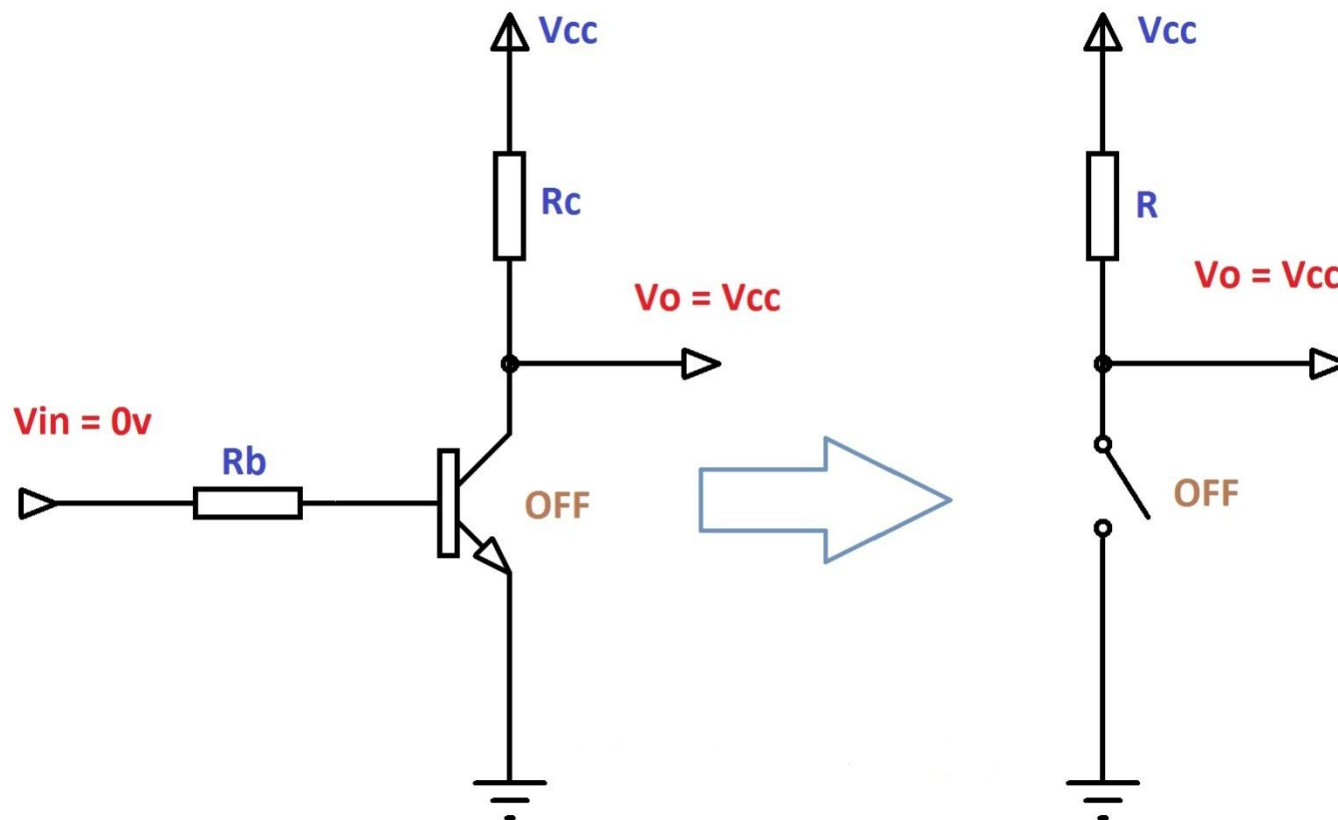 Vcc
Vcc
Rc
R
Vo = Vcc
Vo = Vcc
Vin = 0v
Rb
OFF
OFF